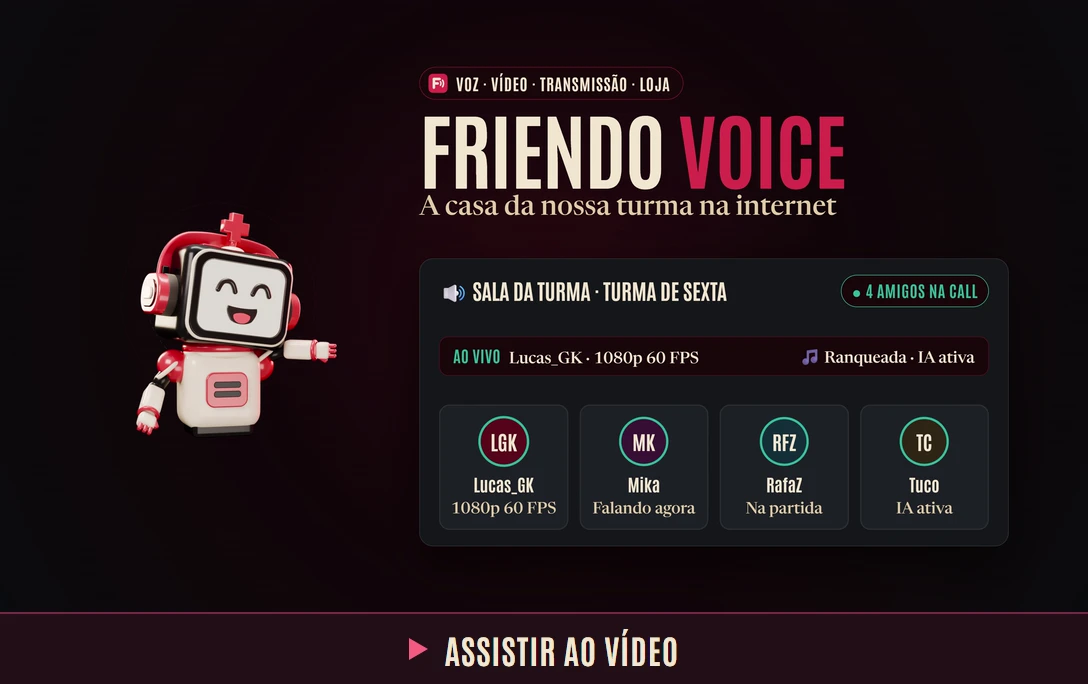 VOZ · VÍDEO · TRANSMISSÃO · LOJA
FRIENDO VOICE
A casa da nossa turma na internet
SALA DA TURMA · TURMA DE SEXTA
● 4 AMIGOS NA CALL
AO VIVO Lucas_GK · 1080p 60 FPS
Ranqueada · IA ativa
LGK
Lucas_GK
1080p 60 FPS
MK
Mika
Falando agora
RFZ
RafaZ
Na partida
TC
Tuco
IA ativa
ASSISTIR AO VÍDEO